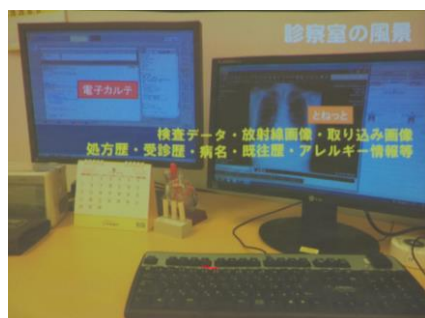 診察室の風景
電子カルテ
とねっと
検査データ・放射線画像・取り込み画像
処方歴・受診歴・病名・既往歴・アレルギー情報等